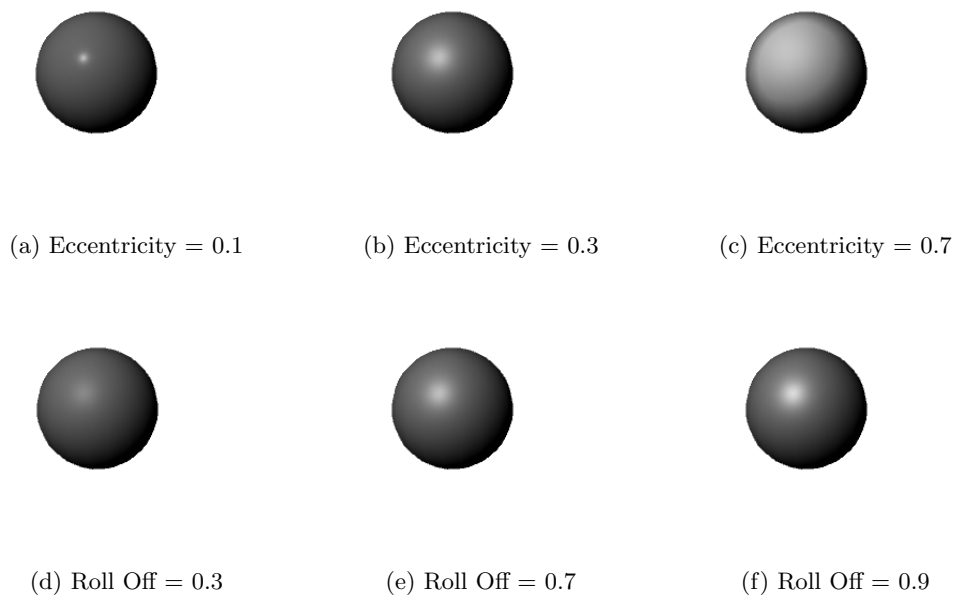 (a) Eccentricity = 0.1
(b) Eccentricity = 0.3
(c) Eccentricity = 0.7
(d) Roll Off = 0.3
(e) Roll Off = 0.7
(f) Roll Off = 0.9